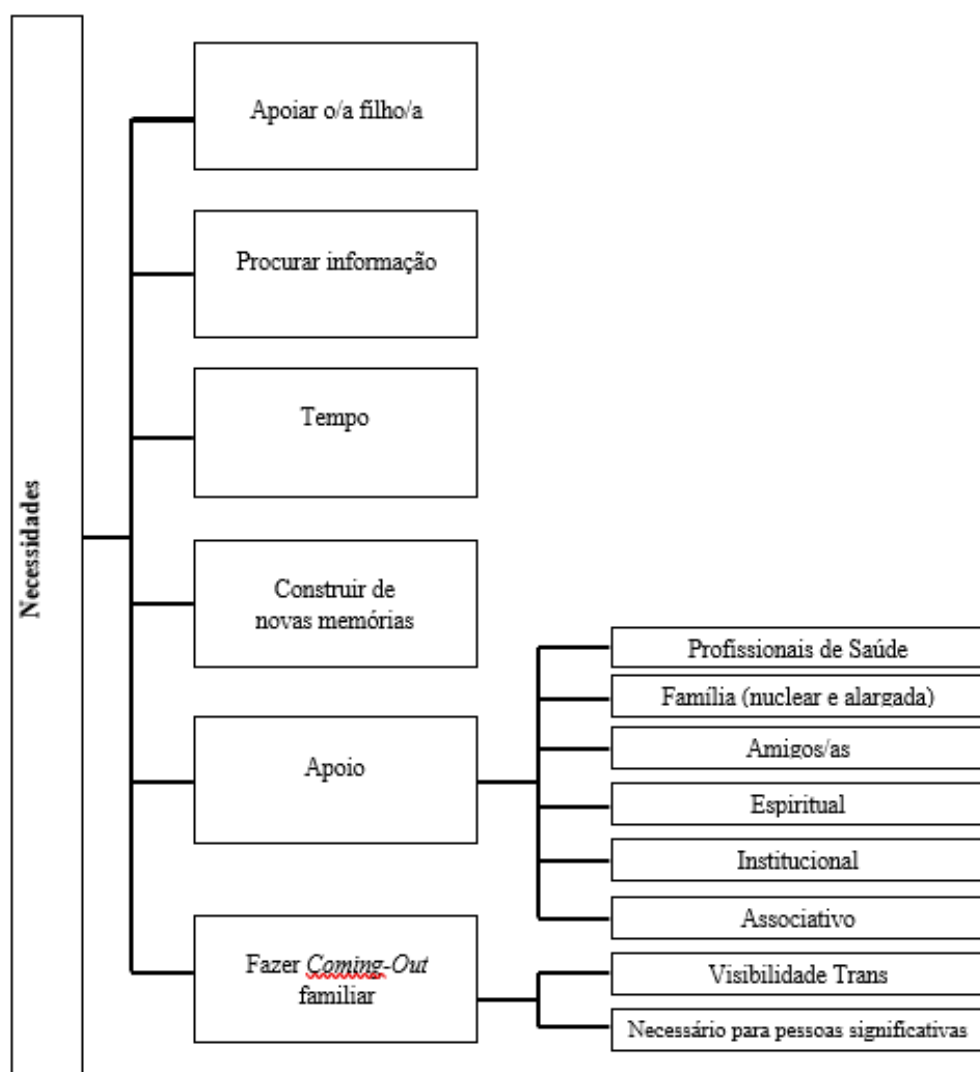 Necessidades
Apoiar o/a filho/a
Procurar informação
Tempo
Construir de
novas memórias
Apoio
Profissionais de Saúde
Família (nuclear e alargada)
Amigos/as
Espiritual
Institucional
Associativo
Fazer Coming-Out
familiar
Visibilidade Trans
Necessário para pessoas significativas